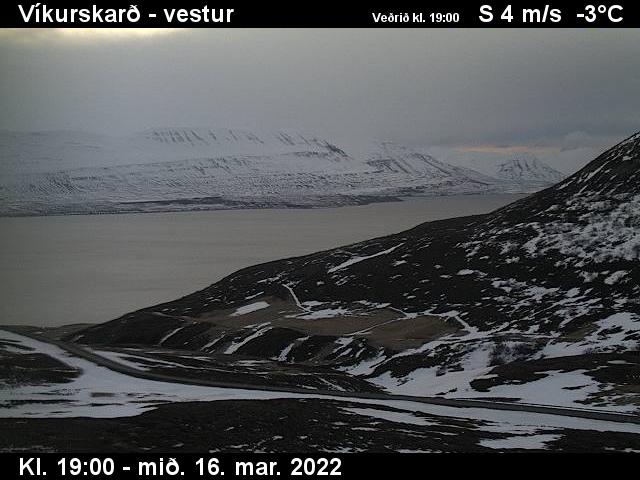 Víkurskarð - vestur Veðrið kl. 19:00 S 4 m/s -3°C
Kl. 19:00 - mið. 16. mar. 2022